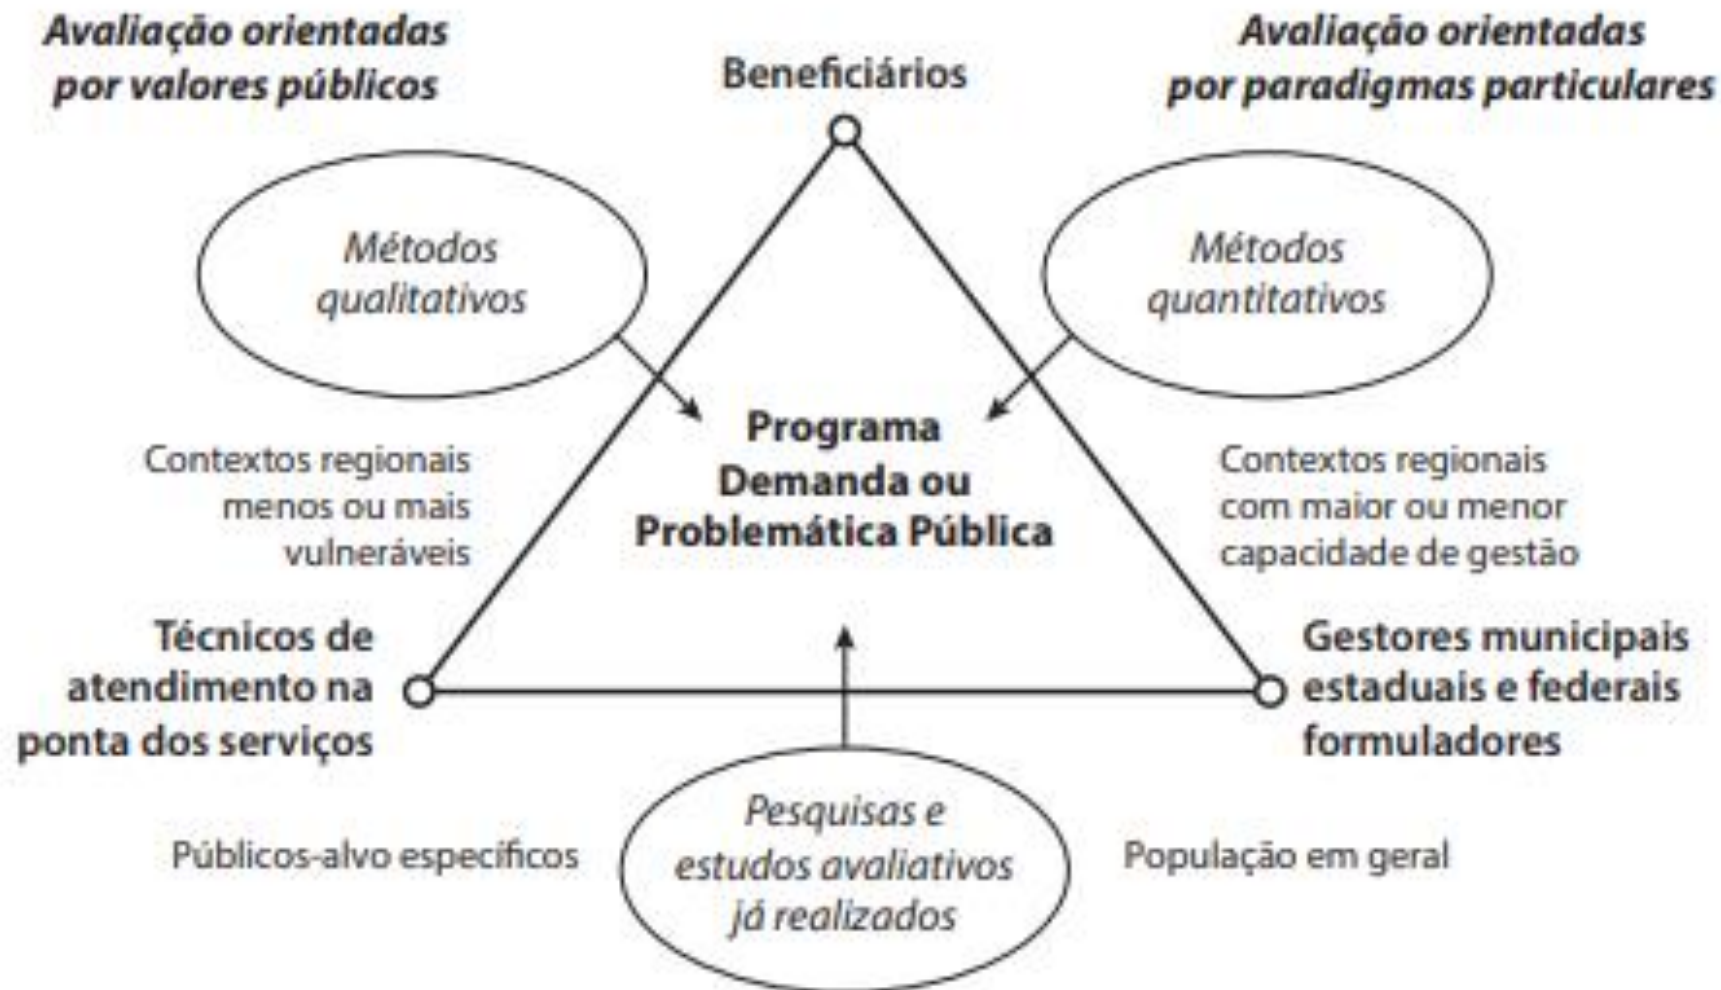 Avaliação orientadas
por valores públicos
Beneficiários
Avaliação orientadas
por paradigmas particulares
Métodos
qualitativos
Métodos
quantitativos
Programa
Demanda ou
Problemática Pública
Contextos regionais
menos ou mais
vulneráveis
Contextos regionais
com maior ou menor
capacidade de gestão
Técnicos de
atendimento na
ponta dos serviços
Gestores municipais
estaduais e federais
formuladores
Públicos-alvo específicos
Pesquisas e
estudos avaliativos
já realizados
População em geral